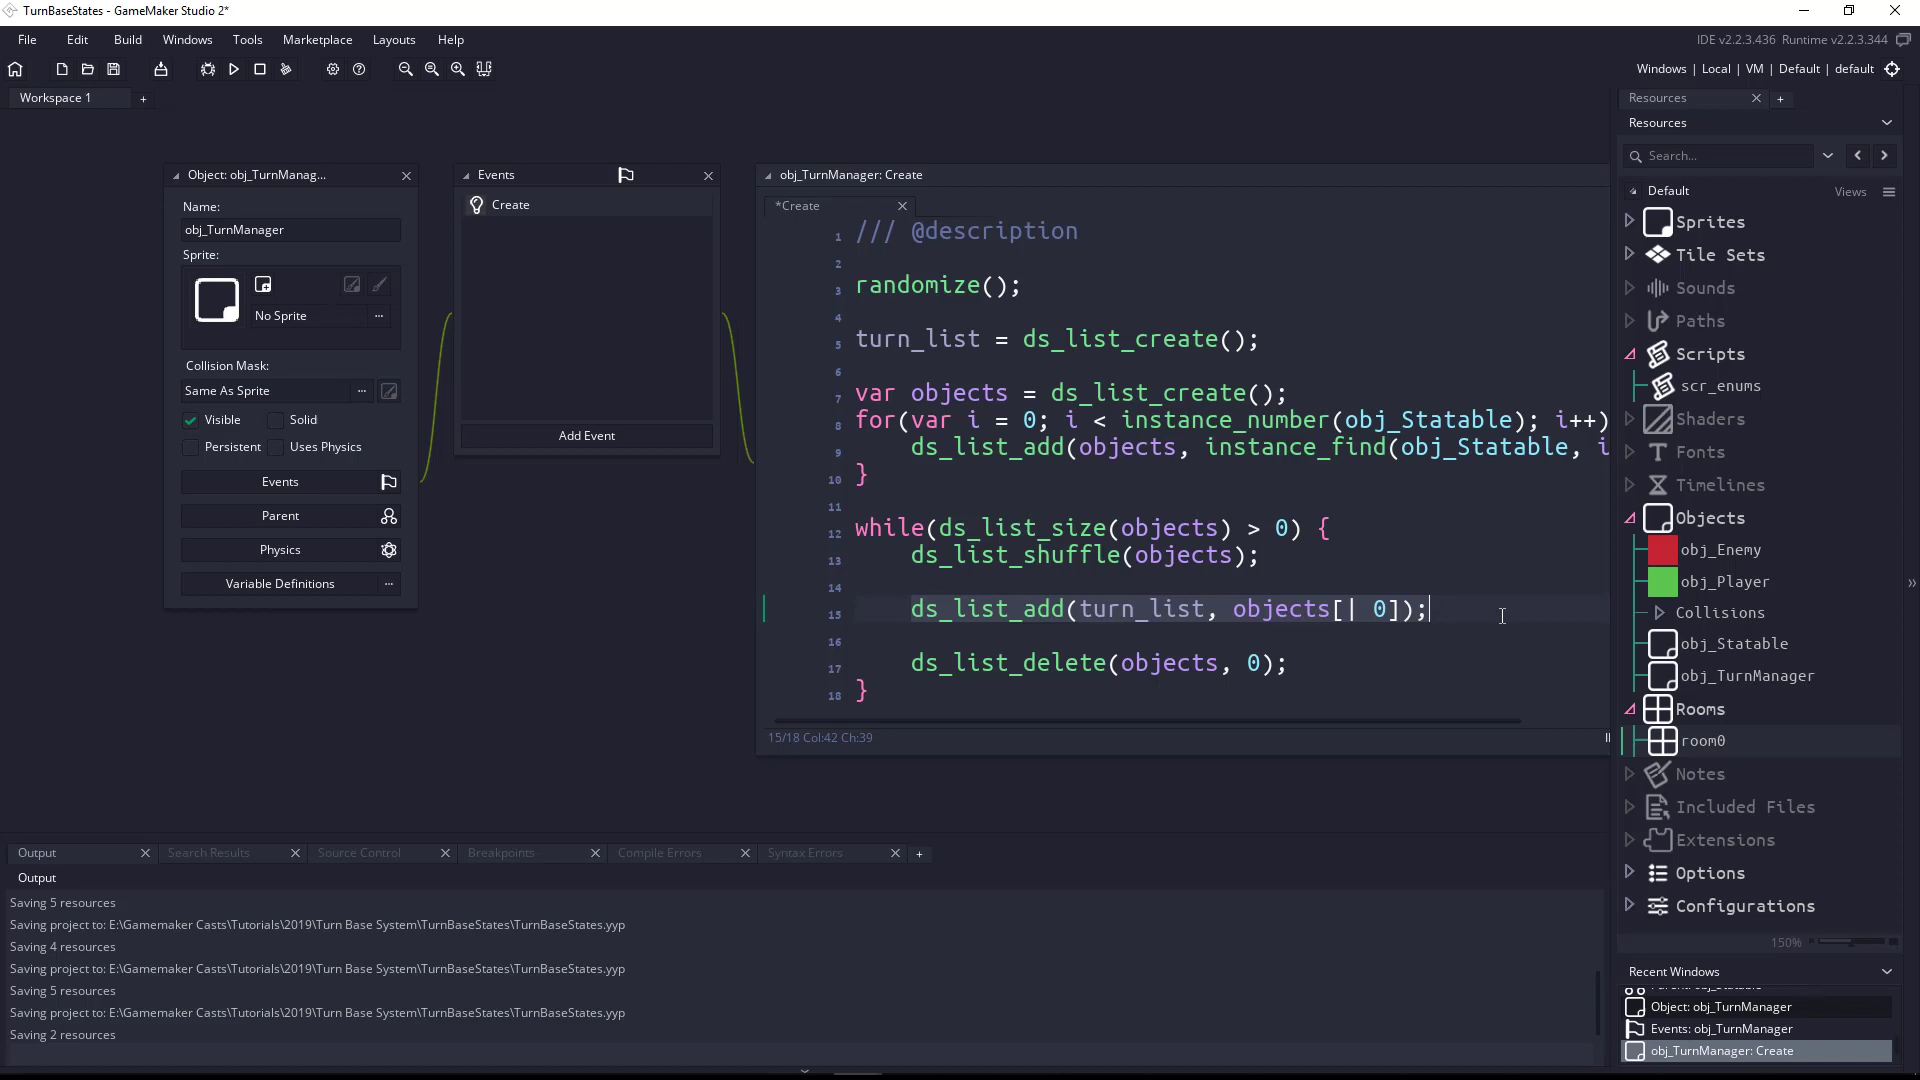 TurnBaseStates - GameMaker Studio 2*
File Edit Build Windows Tools Marketplace Layouts Help
IDE v2.2.3.436 Runtime v2.2.3.344
Windows | Local | VM | Default | default
Workspace 1
Object: obj_TurnManag...
Name:
obj_TurnManager
Sprite:
No Sprite
...
Collision Mask:
Same As Sprite
...
Visible
Solid
Persistent
Uses Physics
Events
Parent
Physics
Variable Definitions
...
Events
Create
Add Event
obj_TurnManager: Create
*Create
1 /// @description
2
3 randomize();
4
5 turn_list = ds_list_create();
6
7 var objects = ds_list_create();
8 for(var i = 0; i < instance_number(obj_Statable); i++)
9 ds_list_add(objects, instance_find(obj_Statable, i
10 }
11
12 while(ds_list_size(objects) > 0) {
13 ds_list_shuffle(objects);
14
15 ds_list_add(turn_list, objects[| 0]);
16
17 ds_list_delete(objects, 0);
18 }
15/18 Col:42 Ch:39
Resources
Resources
Search...
Default
Views
Sprites
Tile Sets
Sounds
Paths
Scripts
scr_enums
Shaders
Fonts
Timelines
Objects
obj_Enemy
obj_Player
Collisions
obj_Statable
obj_TurnManager
Rooms
room0
Notes
Included Files
Extensions
Options
Configurations
150%
Recent Windows
Object: obj_TurnManager
Events: obj_TurnManager
obj_TurnManager: Create
Output
Search Results
Source Control
Breakpoints
Compile Errors
Syntax Errors
Output
Saving 5 resources
Saving project to: E:\Gamemaker Casts\Tutorials\2019\Turn Base System\TurnBaseStates\TurnBaseStates.yyp
Saving 4 resources
Saving project to: E:\Gamemaker Casts\Tutorials\2019\Turn Base System\TurnBaseStates\TurnBaseStates.yyp
Saving 5 resources
Saving project to: E:\Gamemaker Casts\Tutorials\2019\Turn Base System\TurnBaseStates\TurnBaseStates.yyp
Saving 2 resources